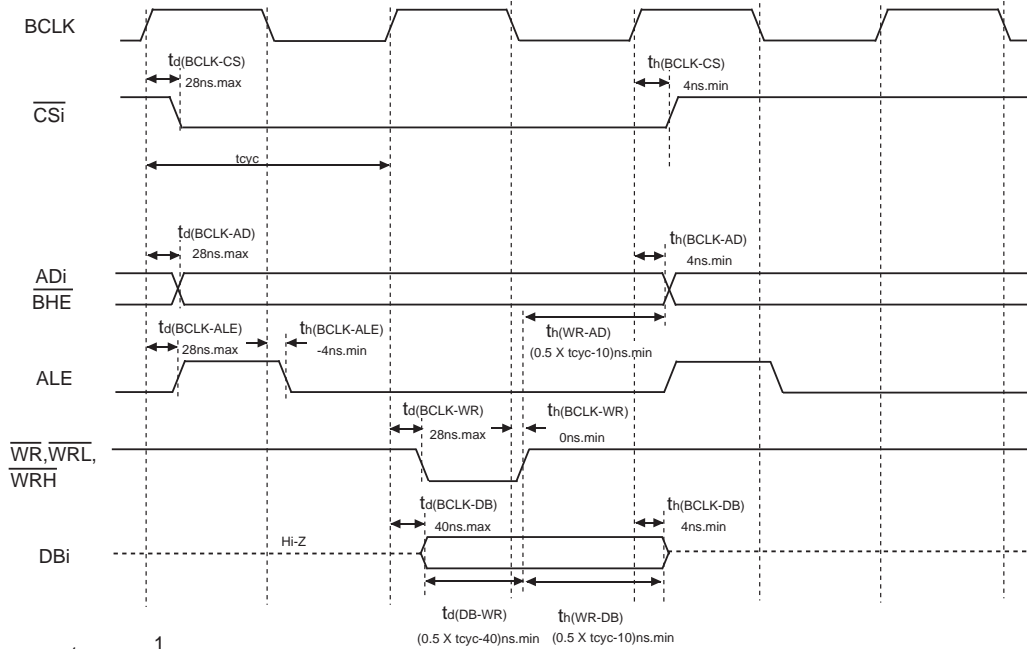 BCLK
td(BCLK-CS)
28ns.max
th(BCLK-CS)
4ns.min
CSi
tcyc
td(BCLK-AD)
28ns.max
th(BCLK-AD)
4ns.min
ADi
BHE
td(BCLK-ALE)
28ns.max
th(BCLK-ALE)
-4ns.min
th(WR-AD)
(0.5 X tcyc-10)ns.min
ALE
td(BCLK-WR)
28ns.max
th(BCLK-WR)
0ns.min
WR,WRL,
WRH
td(BCLK-DB)
40ns.max
th(BCLK-DB)
4ns.min
Hi-Z
DBi
td(DB-WR)
(0.5 X tcyc-40)ns.min
th(WR-DB)
(0.5 X tcyc-10)ns.min
1